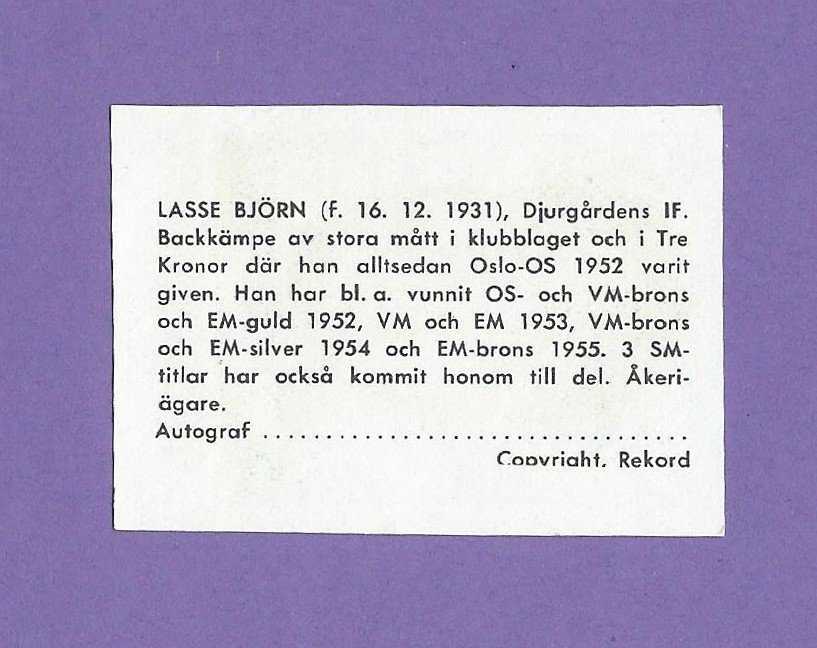 LASSE BJÖRN (f. 16. 12. 1931), Djurgårdens IF.
Backkämpe av stora mått i klubblaget och i Tre
Kronor där han alltsedan Oslo-OS 1952 varit
given. Han har bl. a. vunnit OS- och VM-brons
och EM-guld 1952, VM och EM 1953, VM-brons
och EM-silver 1954 och EM-brons 1955. 3 SM-
titlar har också kommit honom till del. Åkeri-
ägare.
Autograf ..................................
Copyright, Rekord